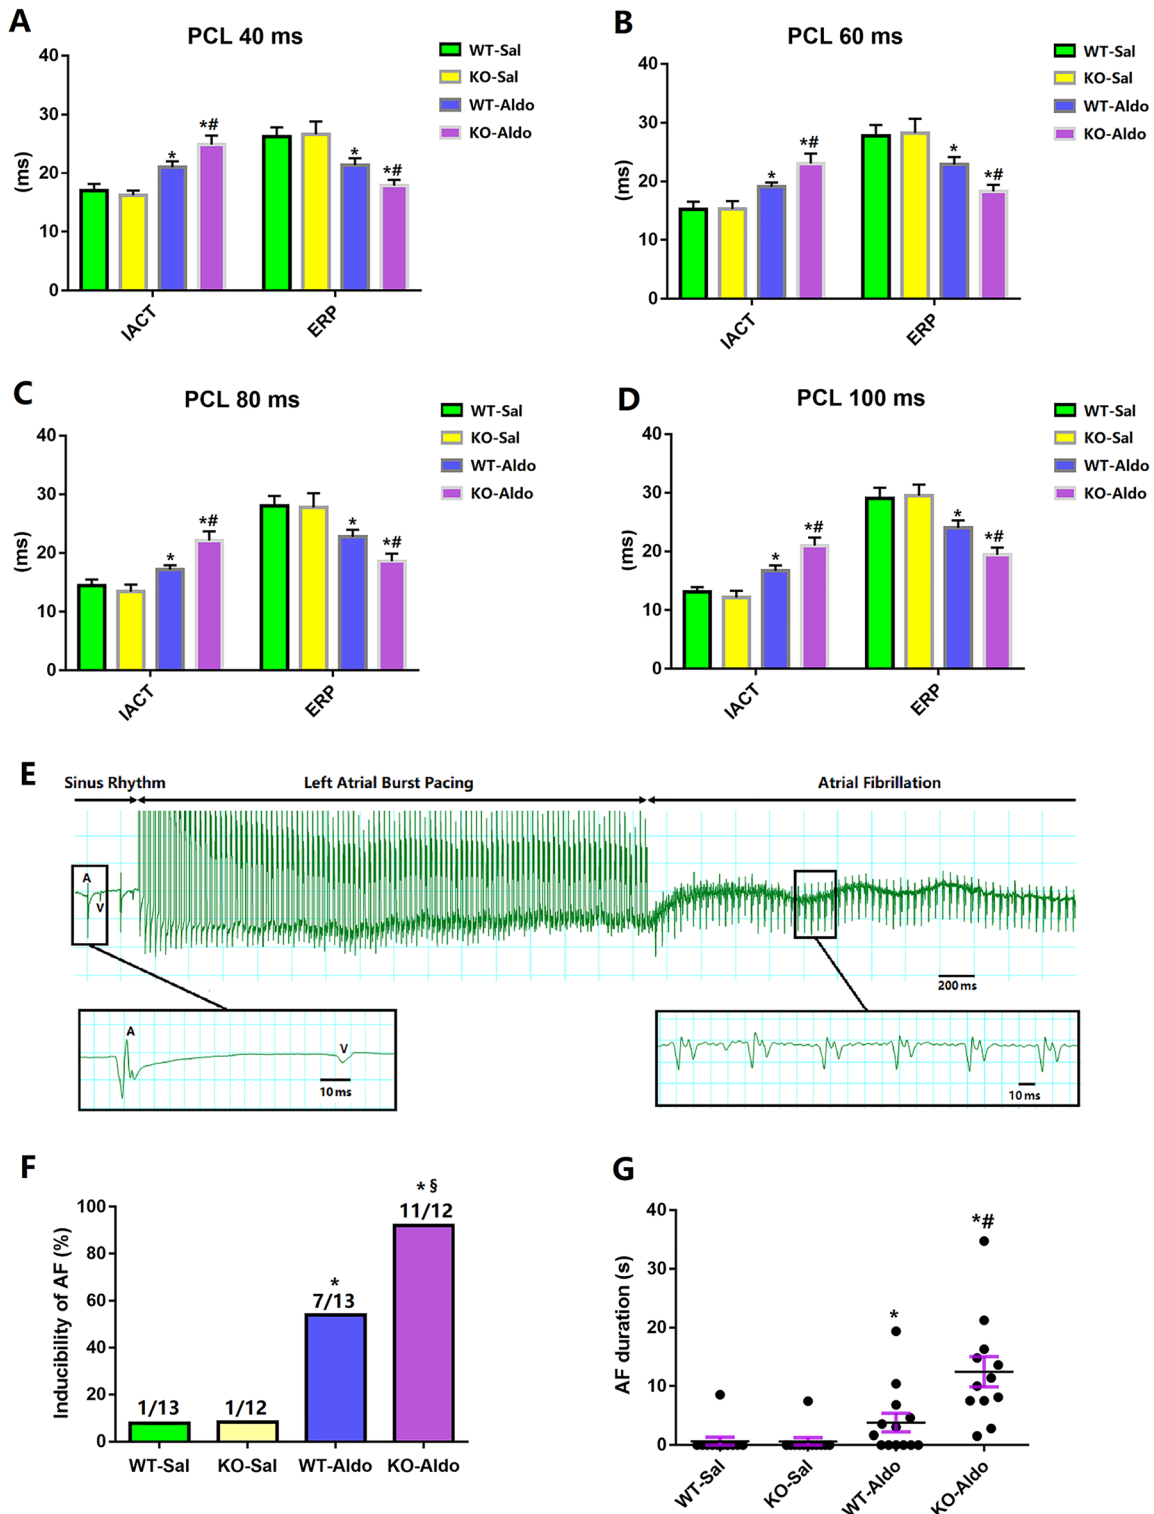 A
PCL 40 ms
40
30
20
10
0
(ms)
*
*#
*
*#
IACT
ERP
WT-Sal
KO-Sal
WT-Aldo
KO-Aldo
B
PCL 60 ms
40
30
20
10
0
(ms)
*
*#
*
*#
IACT
ERP
WT-Sal
KO-Sal
WT-Aldo
KO-Aldo
C
PCL 80 ms
40
30
20
10
0
(ms)
*
*#
*
*#
IACT
ERP
WT-Sal
KO-Sal
WT-Aldo
KO-Aldo
D
PCL 100 ms
40
30
20
10
0
(ms)
*
*#
*
*#
IACT
ERP
WT-Sal
KO-Sal
WT-Aldo
KO-Aldo
E
Sinus Rhythm
Left Atrial Burst Pacing
Atrial Fibrillation
A
V
200 ms
A
V
10 ms
10 ms
F
Inducibility of AF (%)
100
80
60
40
20
0
1/13
1/12
*
7/13
* §
11/12
WT-Sal
KO-Sal
WT-Aldo
KO-Aldo
G
AF duration (s)
40
30
20
10
0
*
*#
WT-Sal
KO-Sal
WT-Aldo
KO-Aldo